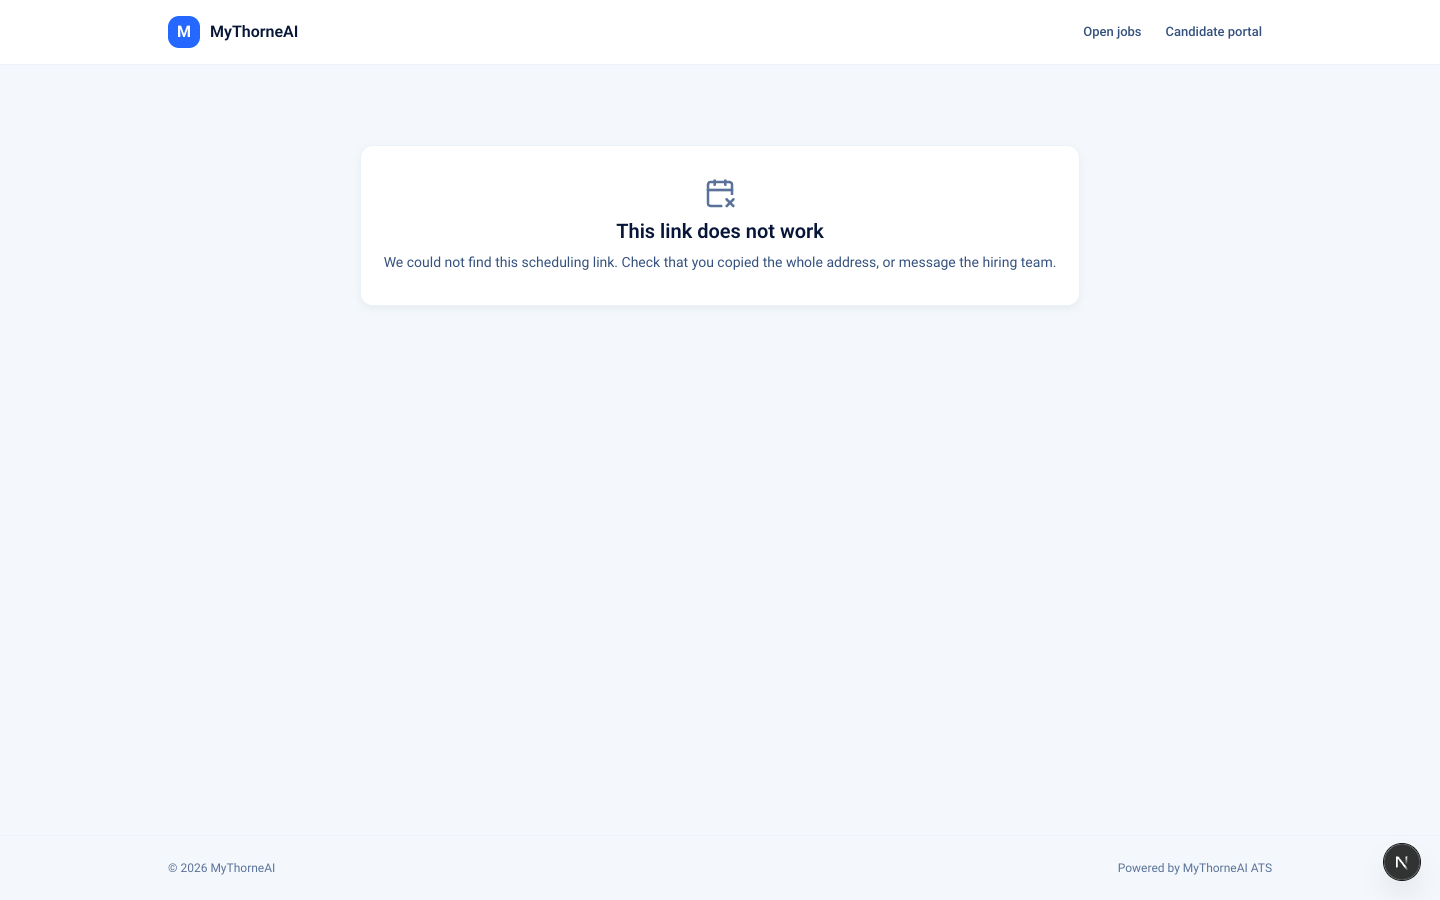 M MyThorneAI
Open jobs Candidate portal
This link does not work
We could not find this scheduling link. Check that you copied the whole address, or message the hiring team.
© 2026 MyThorneAI
Powered by MyThorneAI ATS
N